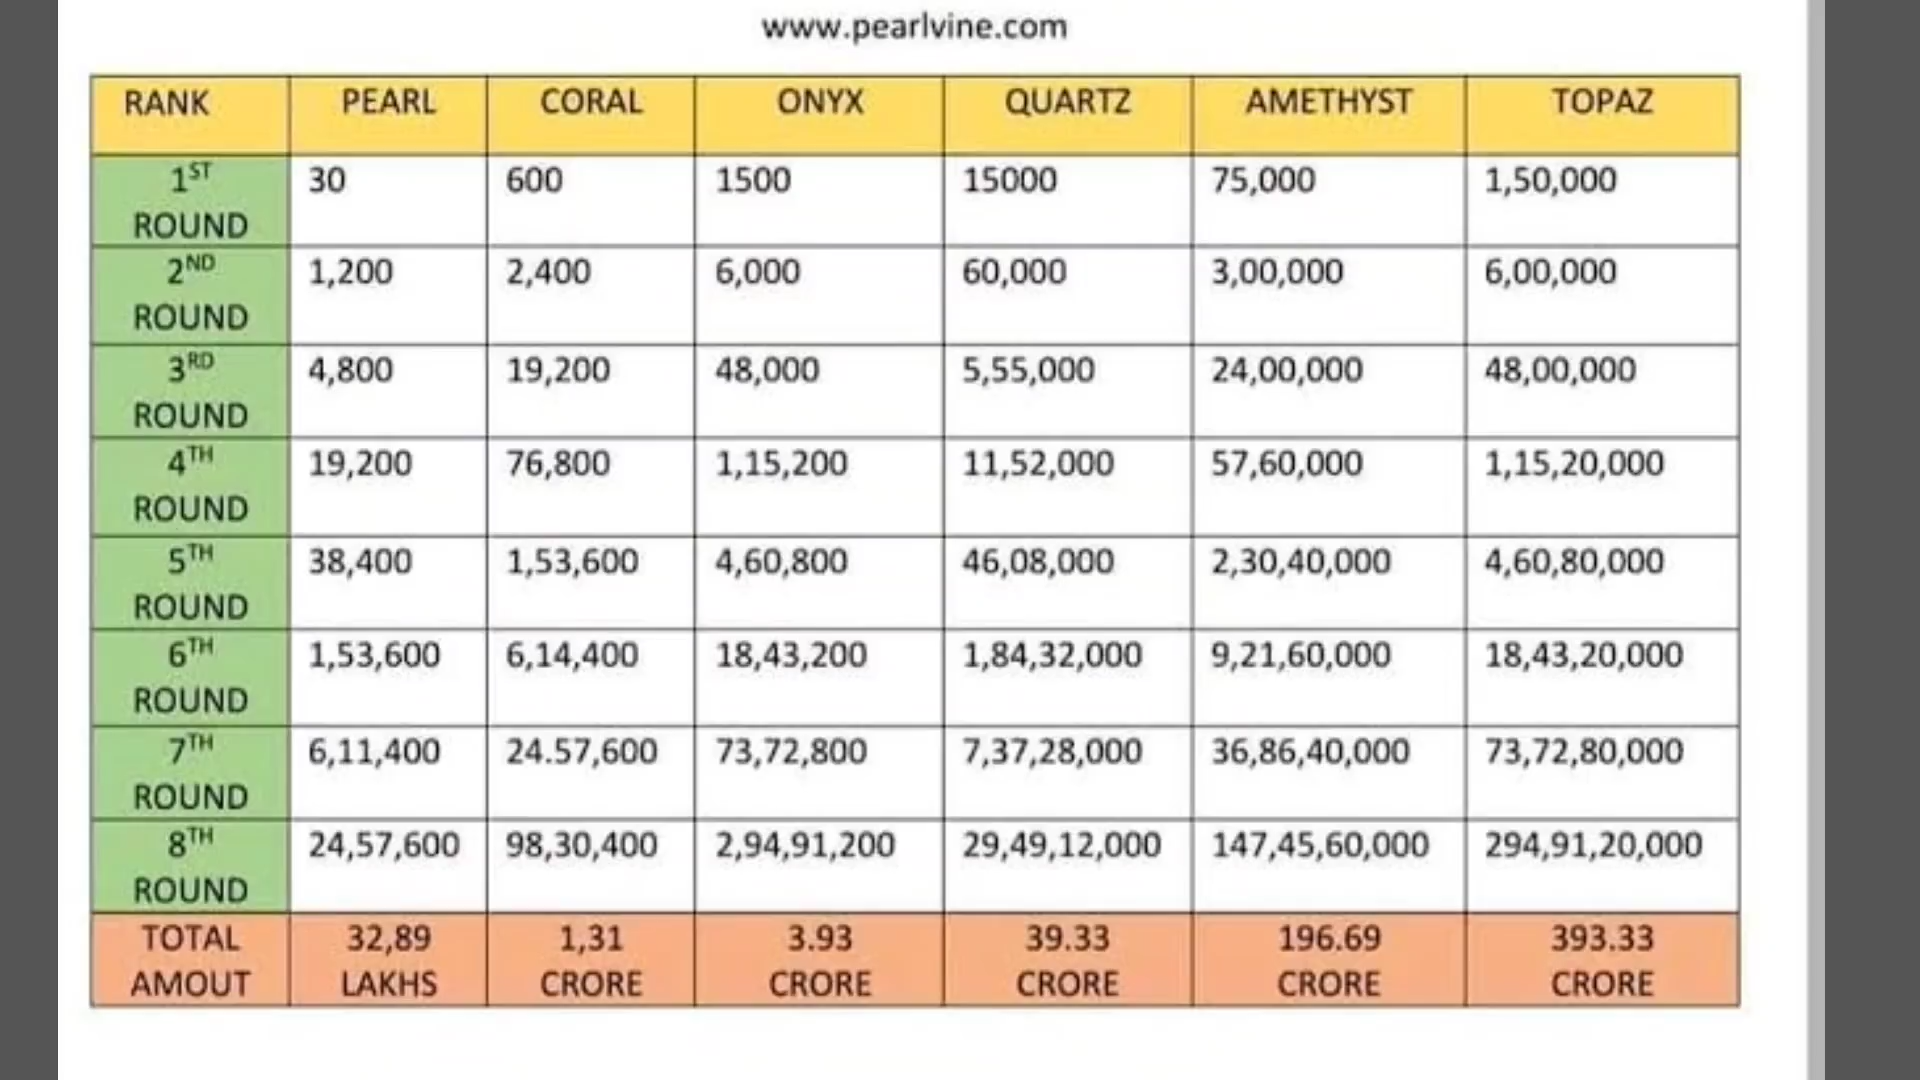 www.pearlvine.com
RANK PEARL CORAL ONYX QUARTZ AMETHYST TOPAZ
1ST ROUND 30 600 1500 15000 75,000 1,50,000
2ND ROUND 1,200 2,400 6,000 60,000 3,00,000 6,00,000
3RD ROUND 4,800 19,200 48,000 5,55,000 24,00,000 48,00,000
4TH ROUND 19,200 76,800 1,15,200 11,52,000 57,60,000 1,15,20,000
5TH ROUND 38,400 1,53,600 4,60,800 46,08,000 2,30,40,000 4,60,80,000
6TH ROUND 1,53,600 6,14,400 18,43,200 1,84,32,000 9,21,60,000 18,43,20,000
7TH ROUND 6,11,400 24.57,600 73,72,800 7,37,28,000 36,86,40,000 73,72,80,000
8TH ROUND 24,57,600 98,30,400 2,94,91,200 29,49,12,000 147,45,60,000 294,91,20,000
TOTAL AMOUT 32,89 LAKHS 1,31 CRORE 3.93 CRORE 39.33 CRORE 196.69 CRORE 393.33 CRORE